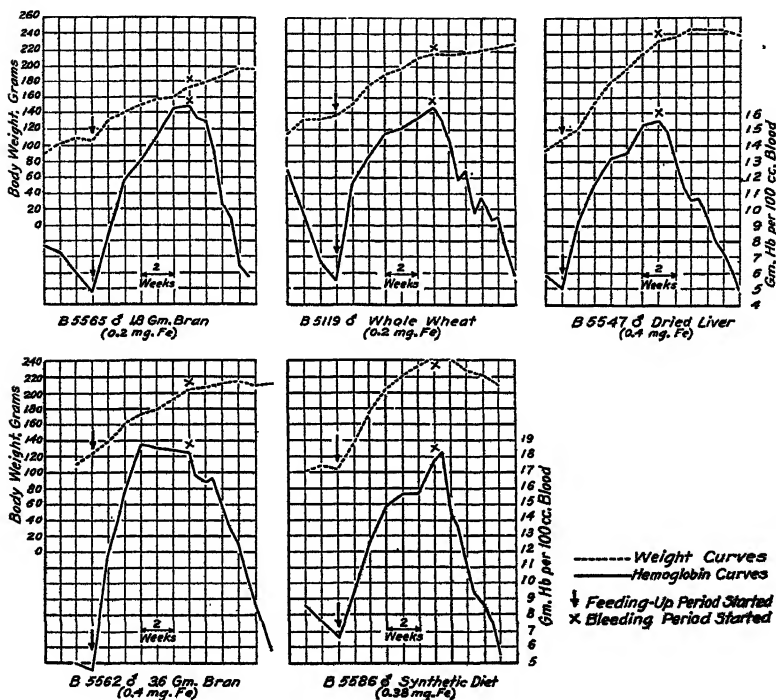 260
240
220
200
180
160
140
120
100
80
60
40
20
0
Body Weight, Grams
2
Weeks
B 5565 ♂ 1.8 Gm. Bran
(0.2 mg. Fe)
2
Weeks
B 5119 ♂ Whole Wheat
(0.2 mg. Fe)
16
15
14
13
12
11
10
9
8
7
6
5
4
Gm. Hb per 100 cc. Blood
2
Weeks
B 5547 ♂ Dried Liver
(0.4 mg. Fe)
220
200
180
160
140
120
100
80
60
40
20
0
Body Weight, Grams
2
Weeks
B 5562 ♂ 3.6 Gm. Bran
(0.4 mg. Fe)
19
18
17
16
15
14
13
12
11
10
9
8
7
6
5
Gm. Hb per 100 cc. Blood
2
Weeks
B 5586 ♂ Synthetic Diet
(0.38 mg. Fe)
Weight Curves
Hemoglobin Curves
↓ Feeding-Up Period Started
× Bleeding Period Started